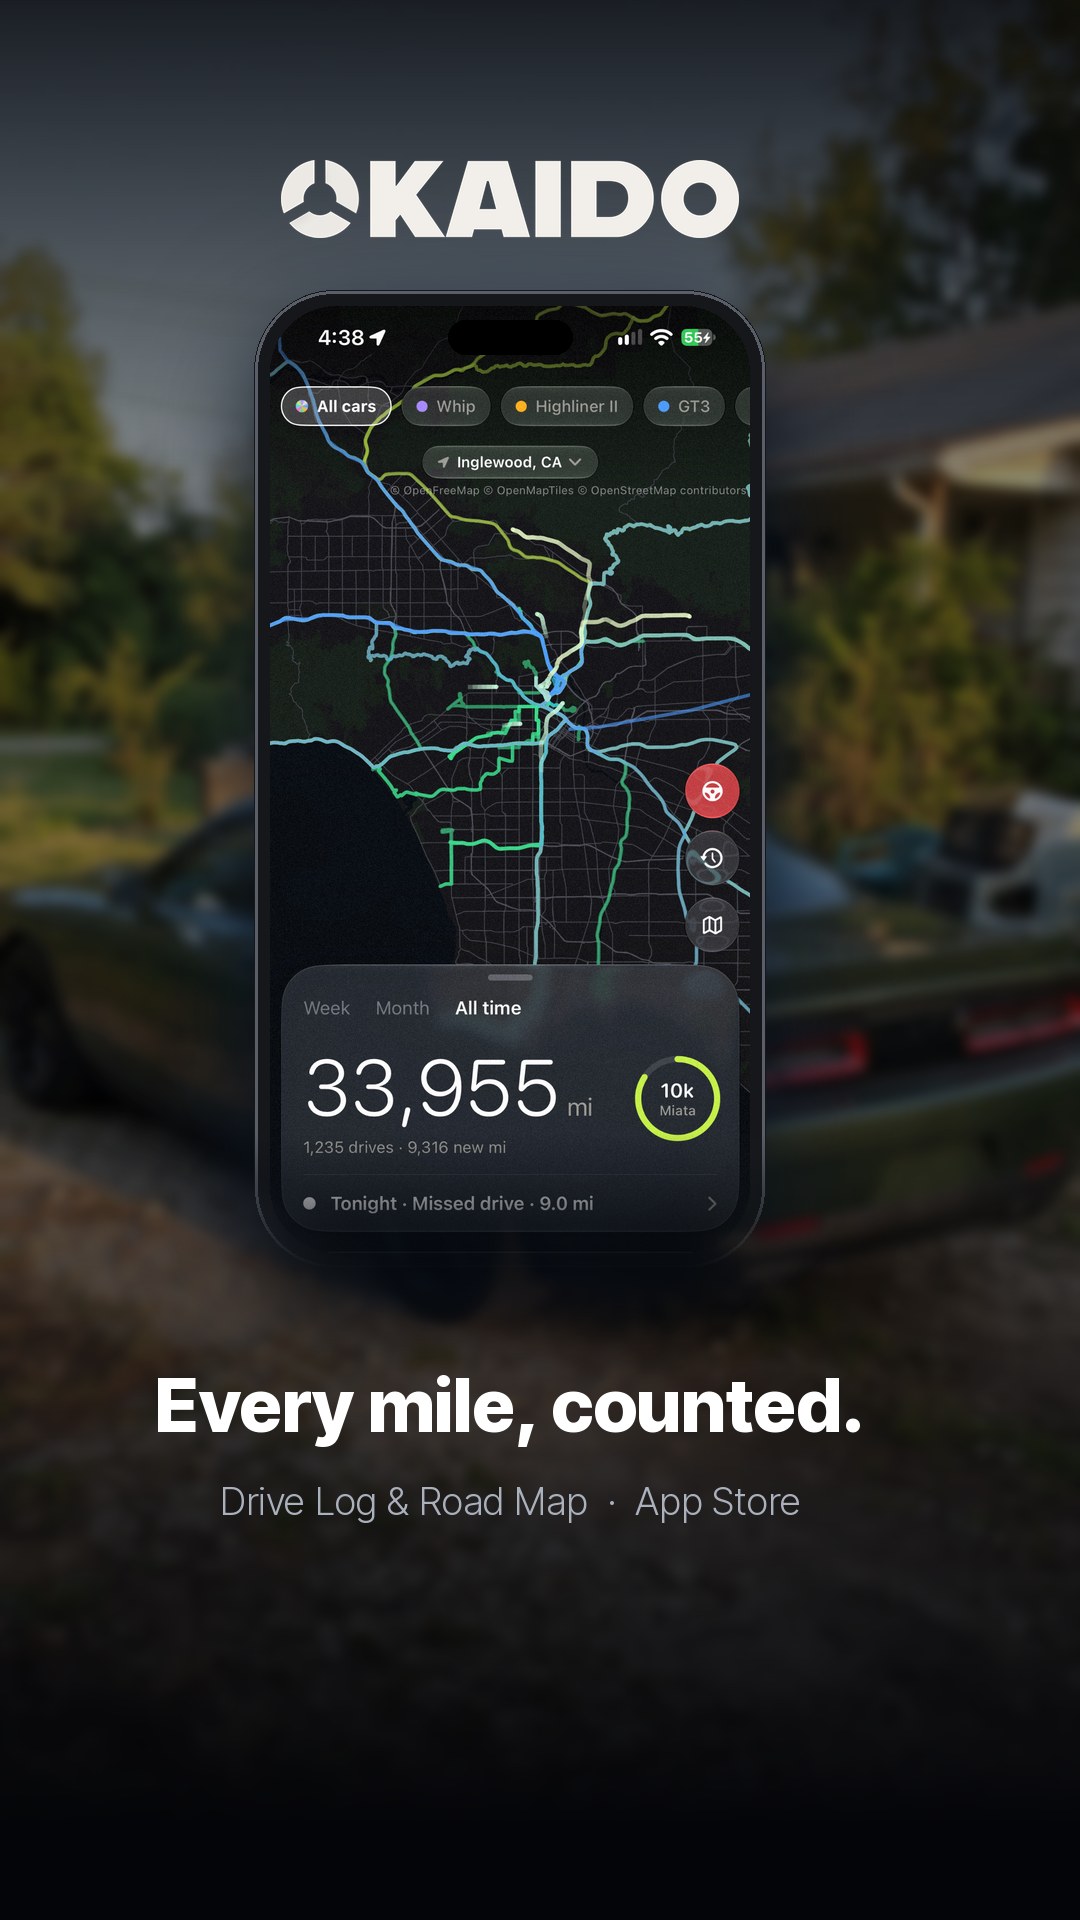 KAIDO
4:38
55
All cars
Whip
Highliner II
GT3
Inglewood, CA
© OpenFreeMap © OpenMapTiles © OpenStreetMap contributors
Week
Month
All time
33,955 mi
10k
Miata
1,235 drives · 9,316 new mi
Tonight · Missed drive · 9.0 mi
Every mile, counted.
Drive Log & Road Map · App Store